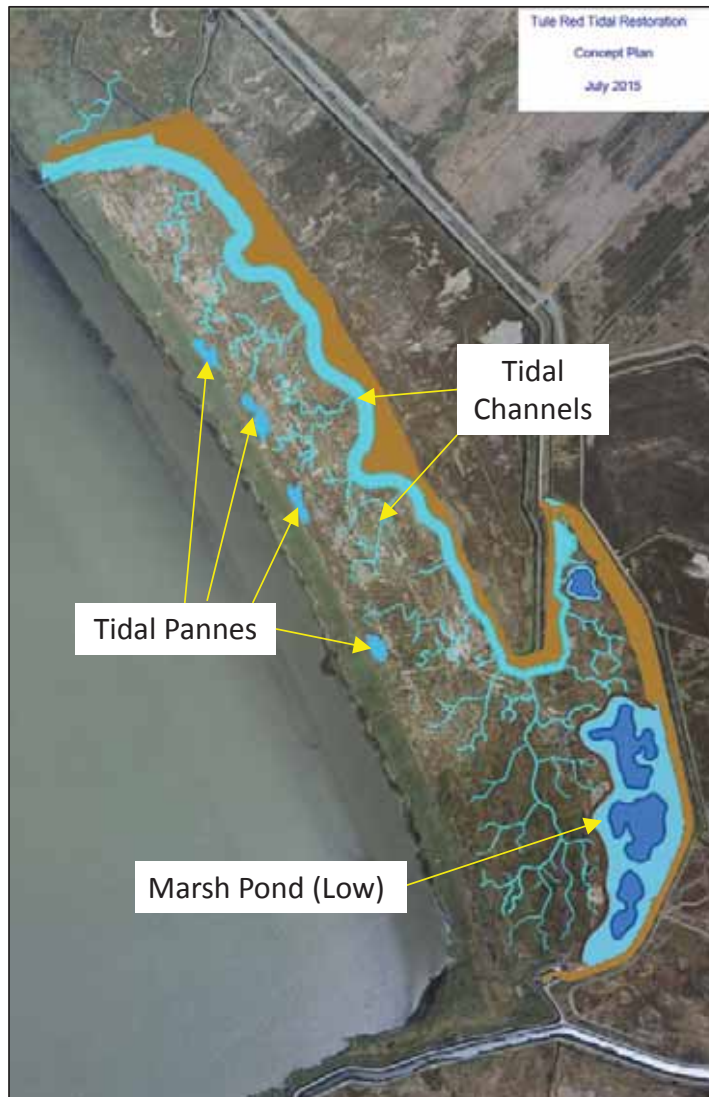 Tule Red Tidal Restoration
Concept Plan
July 2015
Tidal
Channels
Tidal Pannes
Marsh Pond (Low)